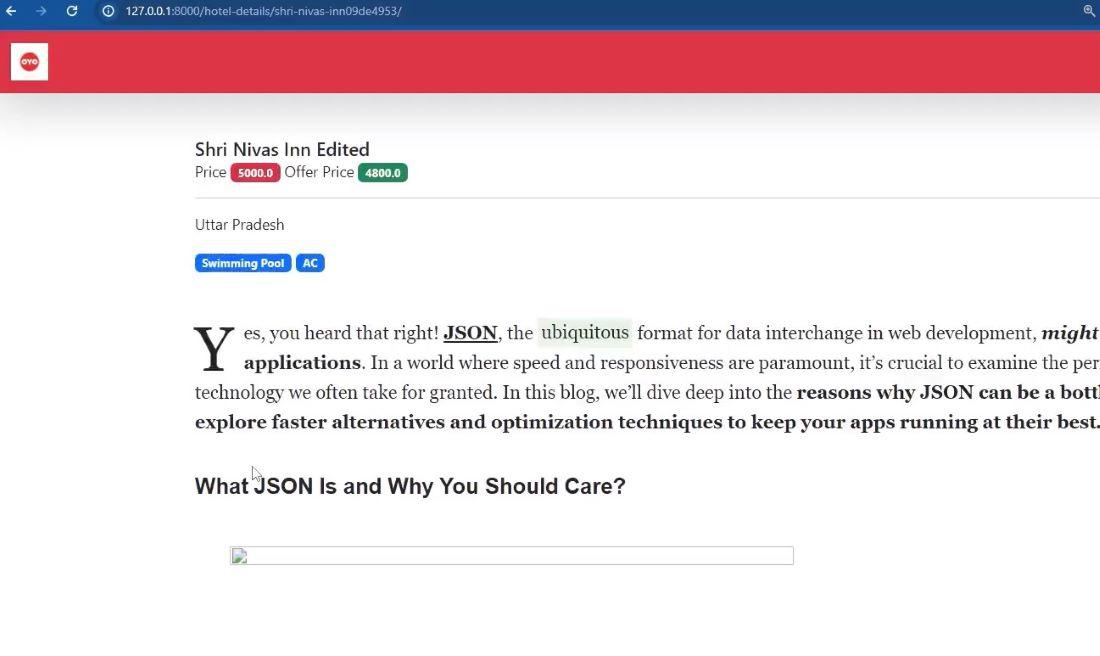 127.0.0.1:8000/hotel-details/shri-nivas-inn09de4953/
OYO
Shri Nivas Inn Edited
Price 5000.0 Offer Price 4800.0
Uttar Pradesh
Swimming Pool AC
Yes, you heard that right! JSON, the ubiquitous format for data interchange in web development, might
applications. In a world where speed and responsiveness are paramount, it’s crucial to examine the per
technology we often take for granted. In this blog, we’ll dive deep into the reasons why JSON can be a bottl
explore faster alternatives and optimization techniques to keep your apps running at their best.
What JSON Is and Why You Should Care?